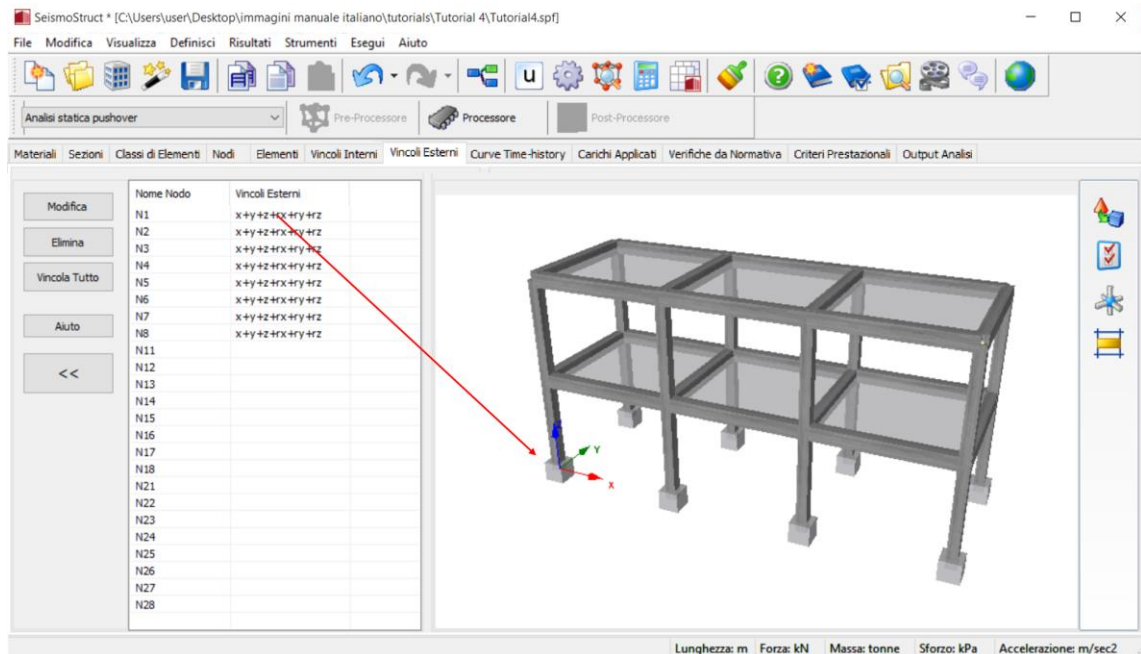 SeismoStruct * [C:\Users\user\Desktop\immagini manuale italiano\tutorials\Tutorial 4\Tutorial4.spf]
File Modifica Visualizza Definisci Risultati Strumenti Esegui Aiuto
u
Analisi statica pushover Pre-Processore Processore Post-Processore
Materiali Sezioni Classi di Elementi Nodi Elementi Vincoli Interni Vincoli Esterni Curve Time-history Carichi Applicati Verifiche da Normativa Criteri Prestazionali Output Analisi
Modifica
Elimina
Vincola Tutto
Aiuto
<<
Nome Nodo Vincoli Esterni
N1 x+y+z+rx+ry+rz
N2 x+y+z+rx+ry+rz
N3 x+y+z+rx+ry+rz
N4 x+y+z+rx+ry+rz
N5 x+y+z+rx+ry+rz
N6 x+y+z+rx+ry+rz
N7 x+y+z+rx+ry+rz
N8 x+y+z+rx+ry+rz
N11
N12
N13
N14
N15
N16
N17
N18
N21
N22
N23
N24
N25
N26
N27
N28
Y
X
Lunghezza: m Forza: kN Massa: tonne Sforzo: kPa Accelerazione: m/sec2